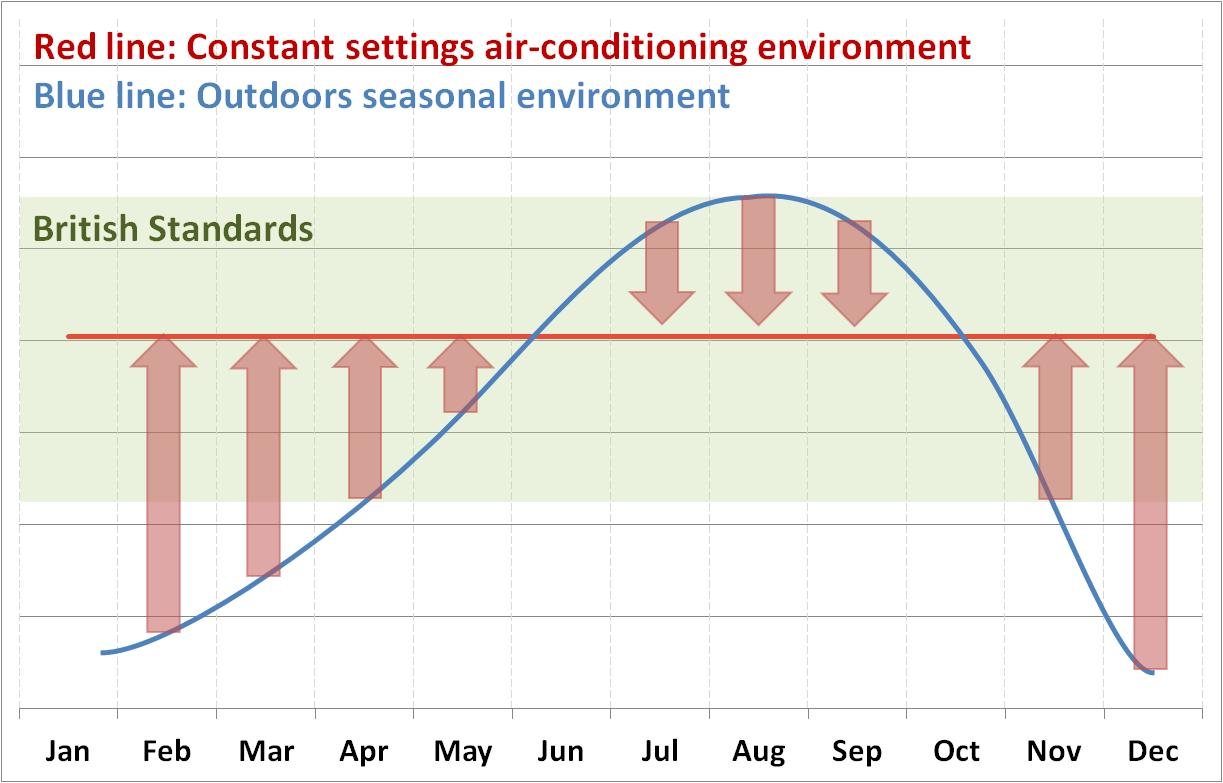 Red line: Constant settings air-conditioning environment
Blue line: Outdoors seasonal environment
British Standards
Jan Feb Mar Apr May Jun Jul Aug Sep Oct Nov Dec